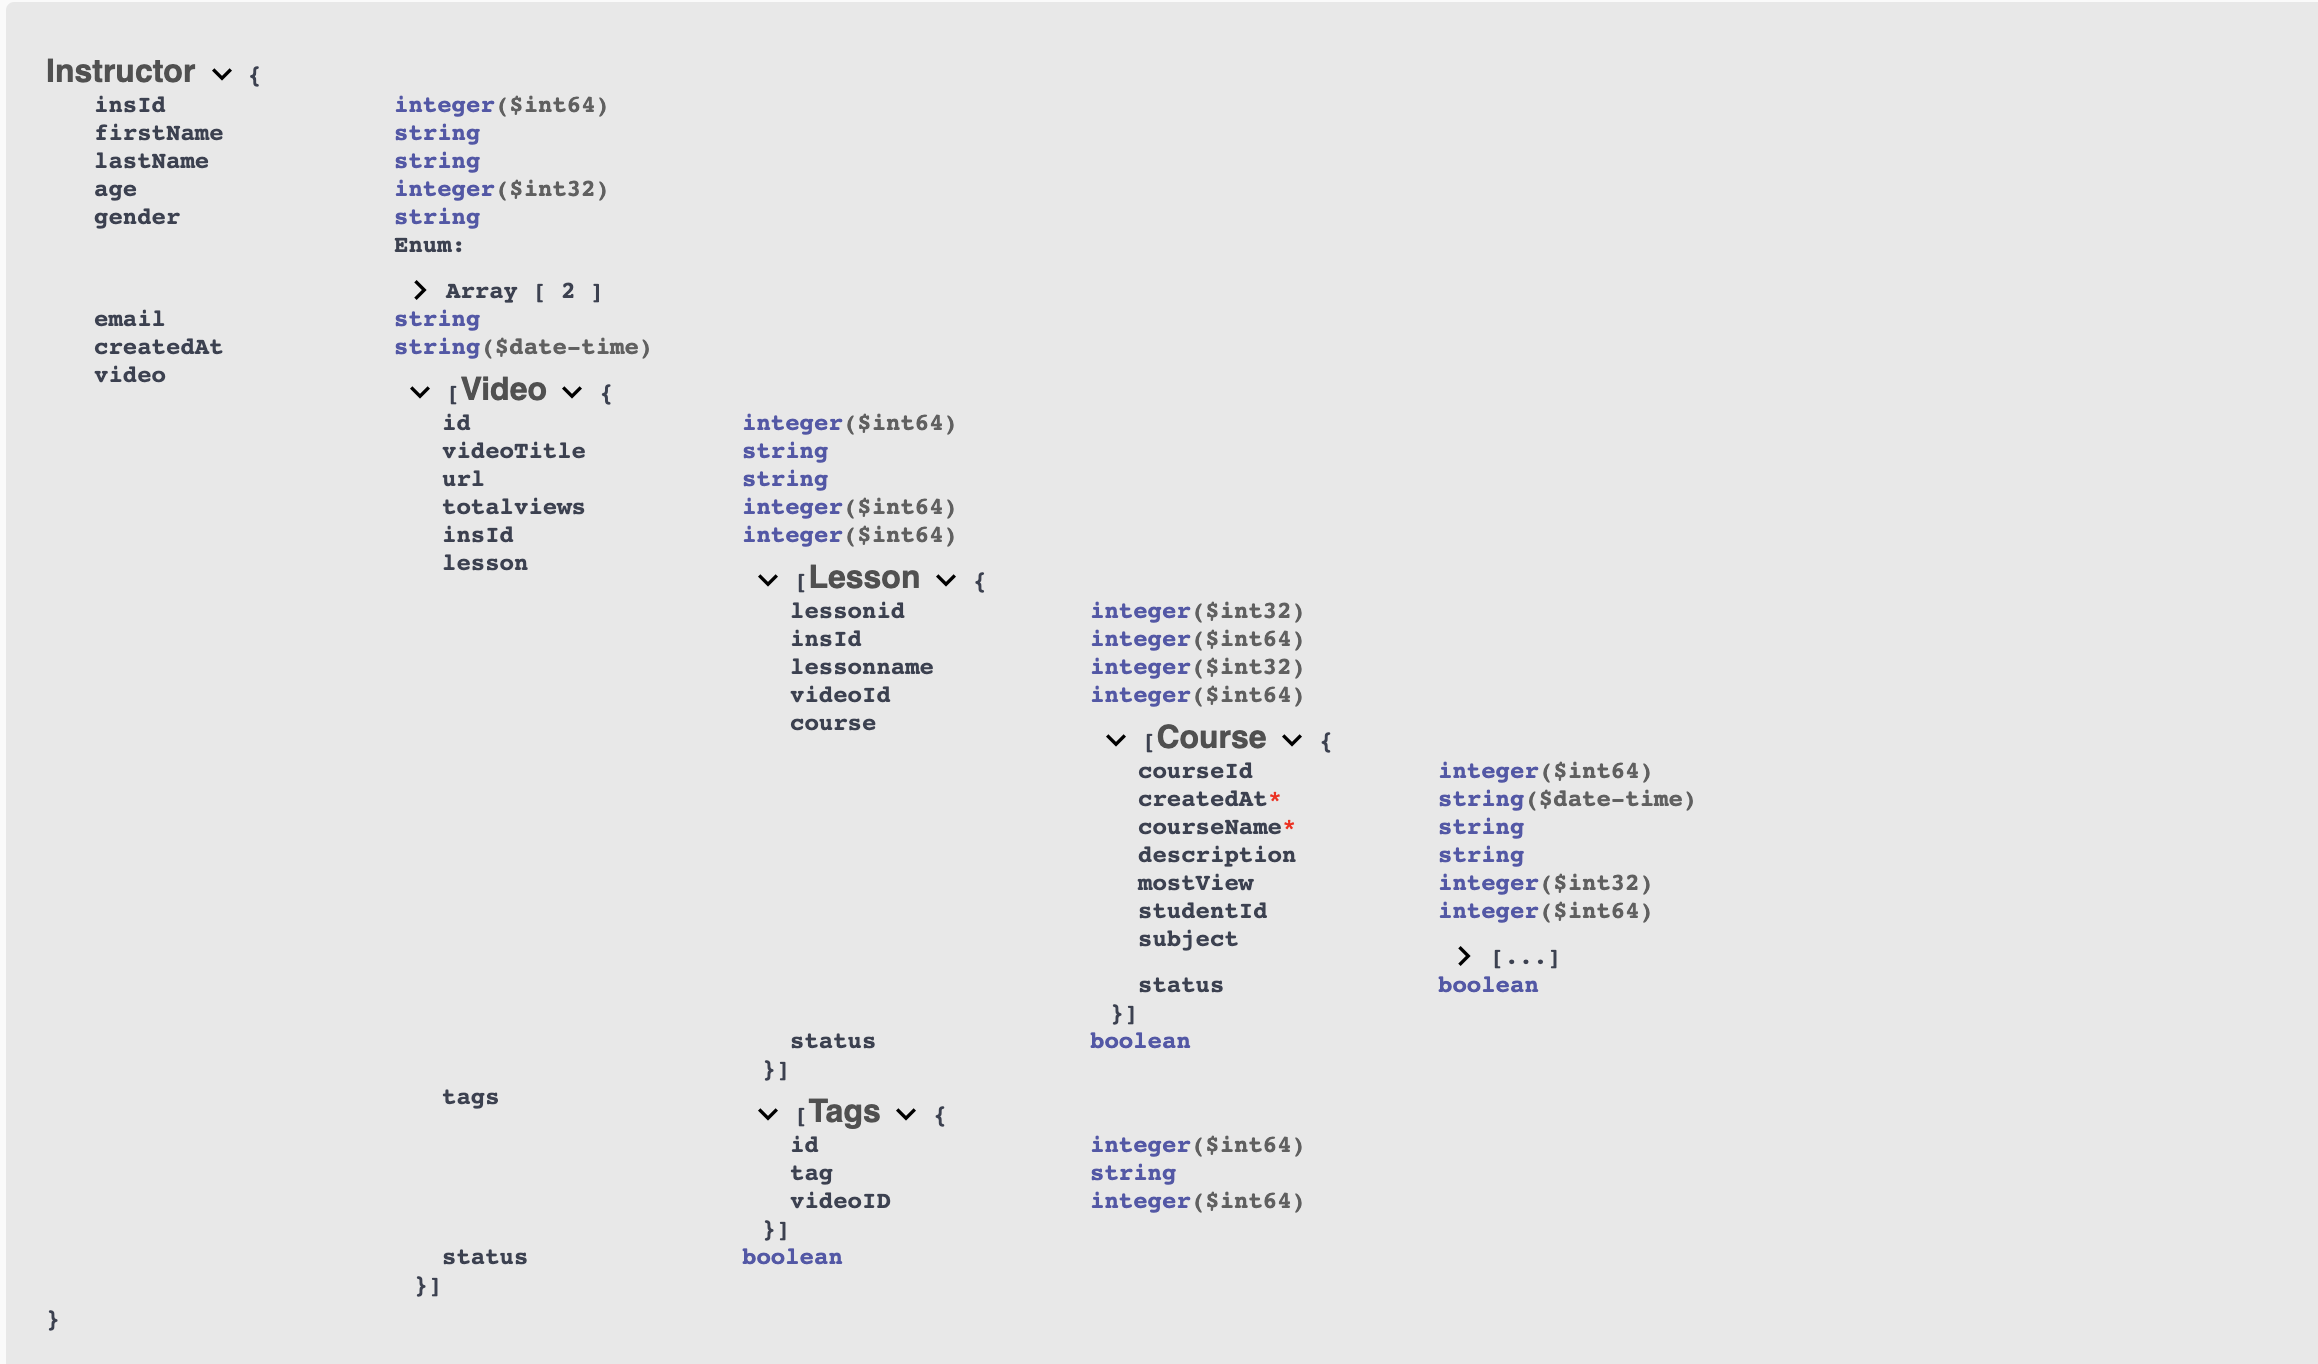 Instructor {
insId integer($int64)
firstName string
lastName string
age integer($int32)
gender string
Enum:
Array [ 2 ]
email string
createdAt string($date-time)
video
[Video {
id integer($int64)
videoTitle string
url string
totalviews integer($int64)
insId integer($int64)
lesson
[Lesson {
lessonid integer($int32)
insId integer($int64)
lessonname integer($int32)
videoId integer($int64)
course
[Course {
courseId integer($int64)
createdAt* string($date-time)
courseName* string
description string
mostView integer($int32)
studentId integer($int64)
subject
[...]
status boolean
}]
status boolean
}]
tags
[Tags {
id integer($int64)
tag string
videoID integer($int64)
}]
status boolean
}]
}